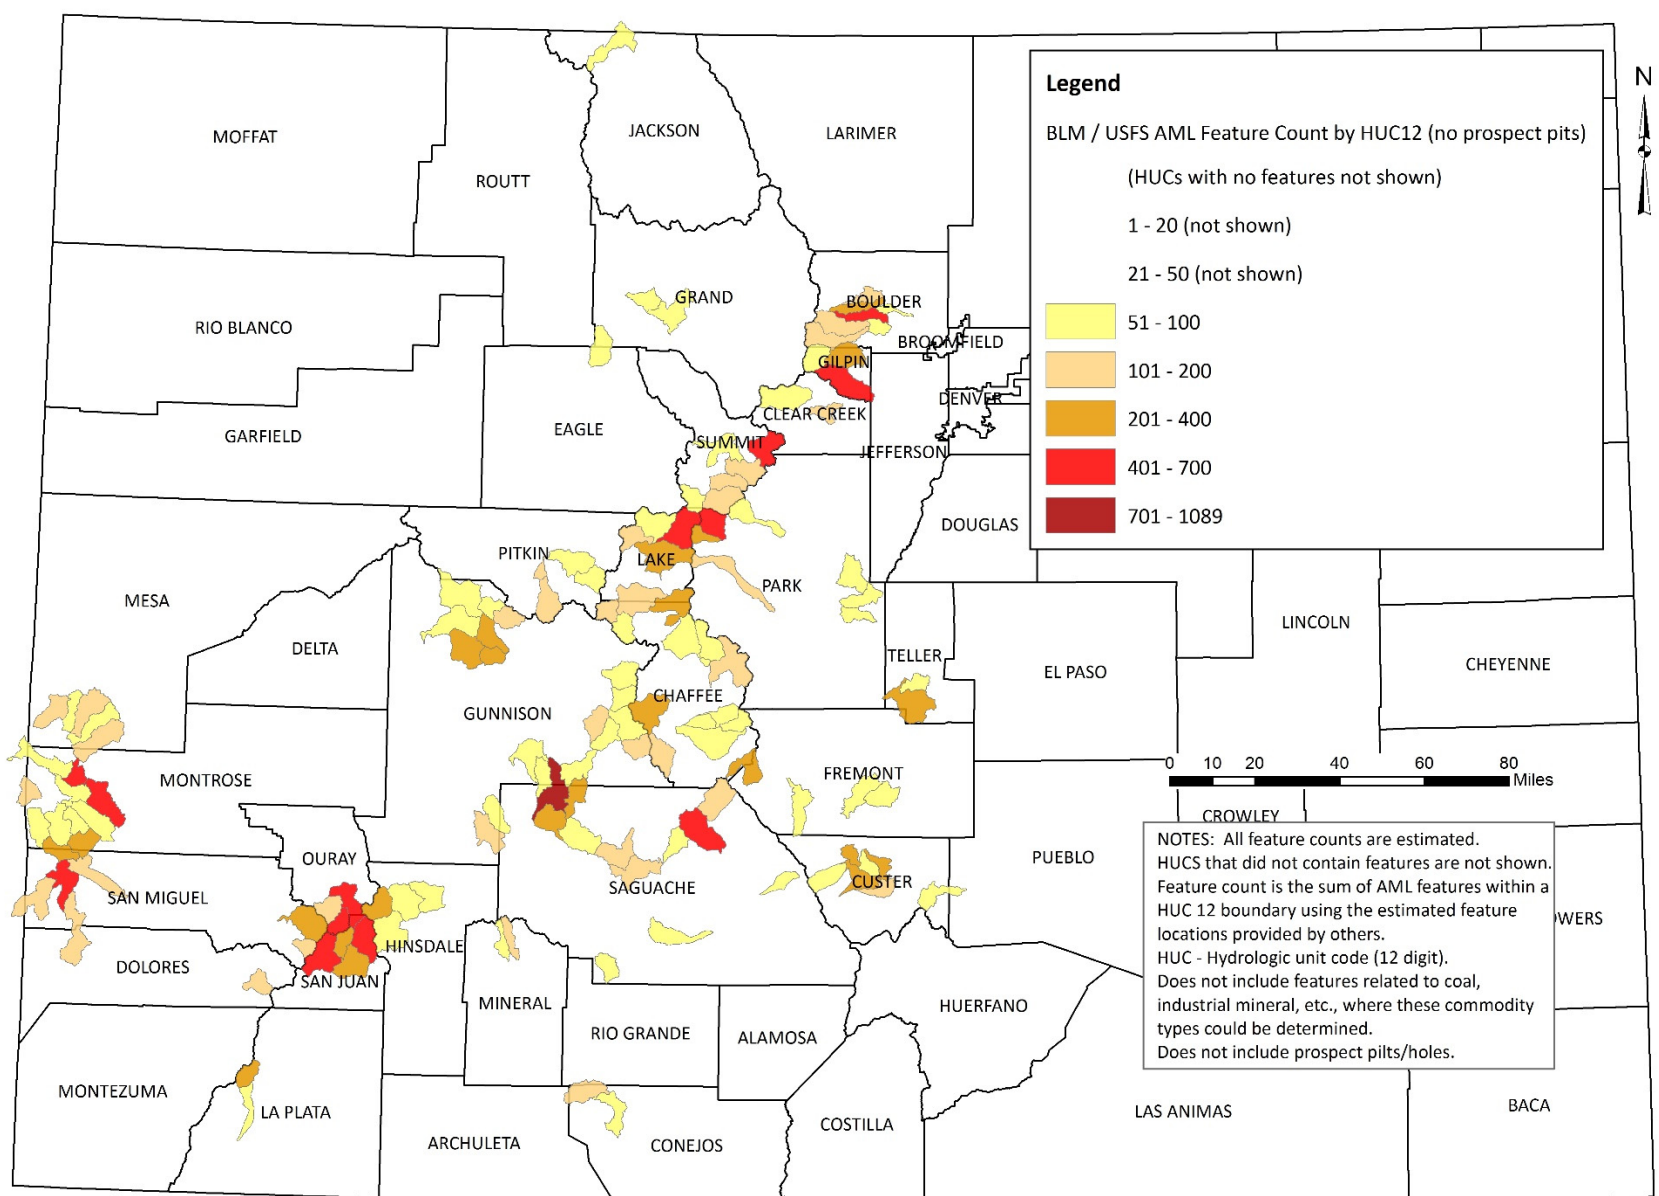 N
Legend
BLM / USFS AML Feature Count by HUC12 (no prospect pits)
(HUCs with no features not shown)
1 - 20 (not shown)
21 - 50 (not shown)
51 - 100
101 - 200
201 - 400
401 - 700
701 - 1089
MOFFAT
JACKSON
LARIMER
ROUTT
GRAND
BOULDER
RIO BLANCO
BROOMFIELD
GILPIN
DENVER
CLEAR CREEK
GARFIELD
EAGLE
SUMMIT
JEFFERSON
DOUGLAS
PITKIN
LAKE
PARK
MESA
LINCOLN
DELTA
TELLER
EL PASO
CHEYENNE
CHAFFEE
GUNNISON
MONTROSE
FREMONT
0 10 20 40 60 80
Miles
CROWLEY
OURAY
PUEBLO
SAGUACHE
CUSTER
SAN MIGUEL
HINSDALE
OWERS
DOLORES
SAN JUAN
MINERAL
HUERFANO
RIO GRANDE
ALAMOSA
MONTEZUMA
LA PLATA
BACA
LAS ANIMAS
COSTILLA
ARCHULETA
CONEJOS
NOTES: All feature counts are estimated.
HUCS that did not contain features are not shown.
Feature count is the sum of AML features within a
HUC 12 boundary using the estimated feature
locations provided by others.
HUC - Hydrologic unit code (12 digit).
Does not include features related to coal,
industrial mineral, etc., where these commodity
types could be determined.
Does not include prospect pilts/holes.